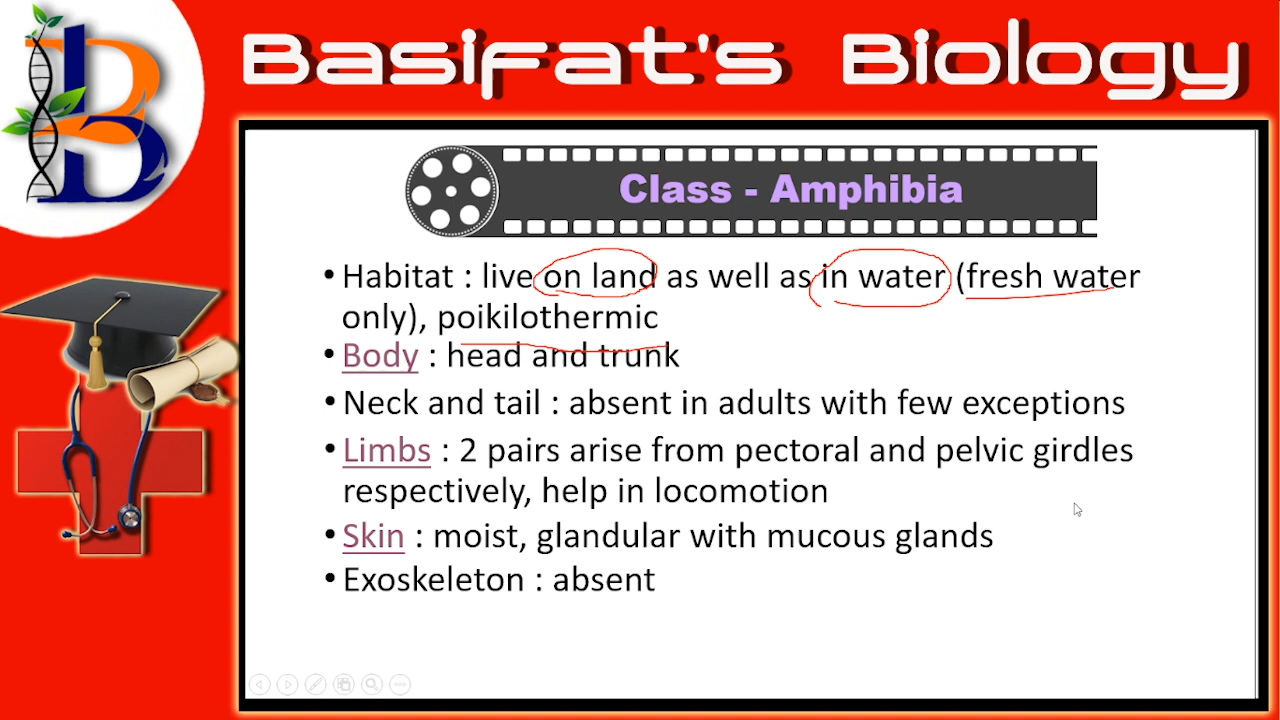 Basifat's Biology
Class - Amphibia
• Habitat : live on land as well as in water (fresh water
only), poikilothermic
• Body : head and trunk
• Neck and tail : absent in adults with few exceptions
• Limbs : 2 pairs arise from pectoral and pelvic girdles
respectively, help in locomotion
• Skin : moist, glandular with mucous glands
• Exoskeleton : absent